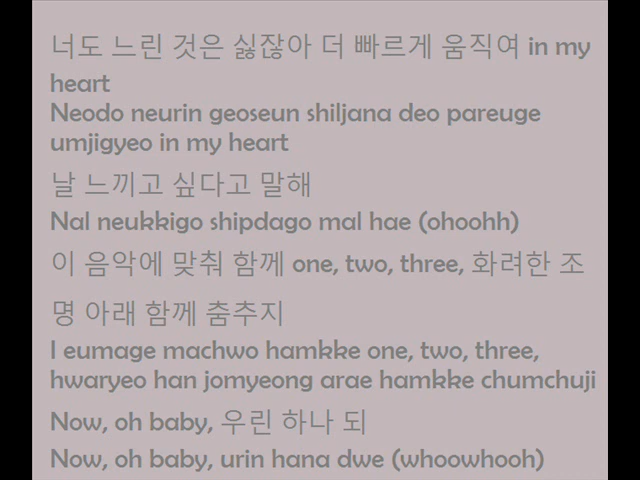 너도 느린 것은 싫잖아 더 빠르게 움직여 in my
heart
Neodo neurin geoseun shiljana deo pareuge
umjigyeo in my heart
날 느끼고 싶다고 말해
Nal neukkigo shipdago mal hae (ohoohh)
이 음악에 맞춰 함께 one, two, three, 화려한 조
명 아래 함께 춤추지
I eumage machwo hamkke one, two, three,
hwaryeo han jomyeong arae hamkke chumchuji
Now, oh baby, 우린 하나 되
Now, oh baby, urin hana dwe (whoowhooh)